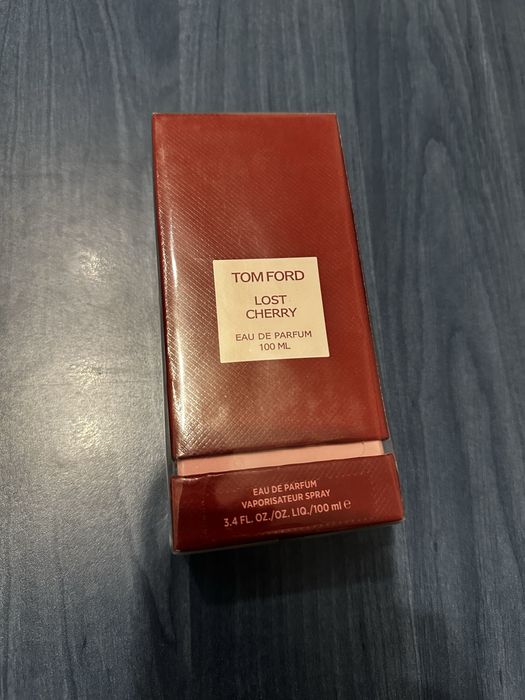 TOM FORD
LOST
CHERRY
EAU DE PARFUM
100 ML
EAU DE PARFUM
VAPORISATEUR SPRAY
3.4 FL. OZ./OZ. LIQ./100 ml ℮